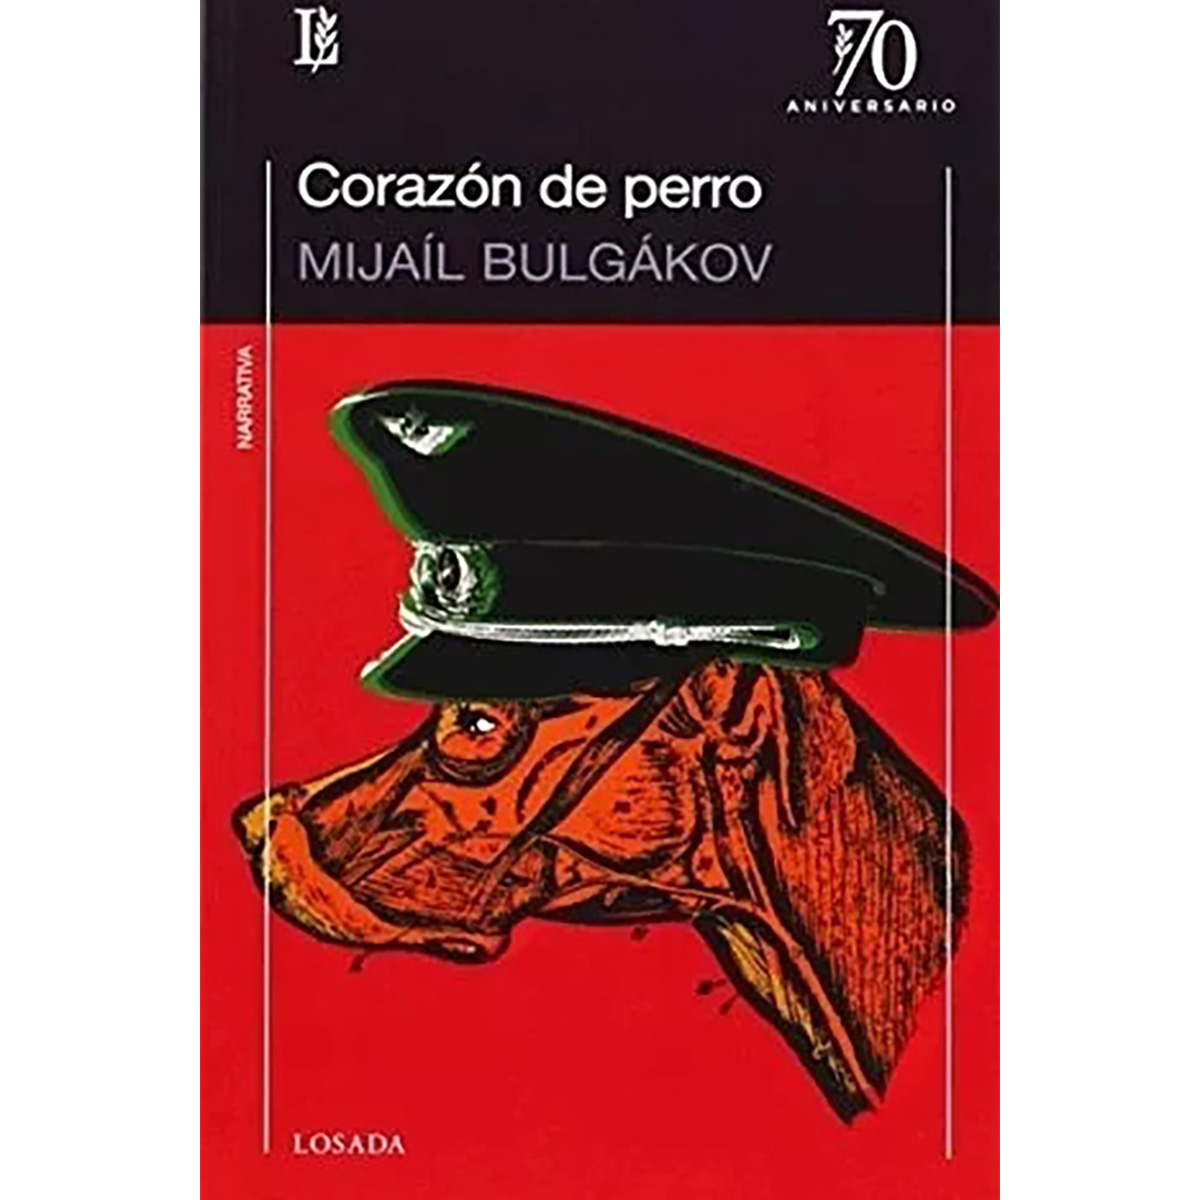 L
70
ANIVERSARIO
Corazón de perro
MIJAÍL BULGÁKOV
NARRATIVA
LOSADA